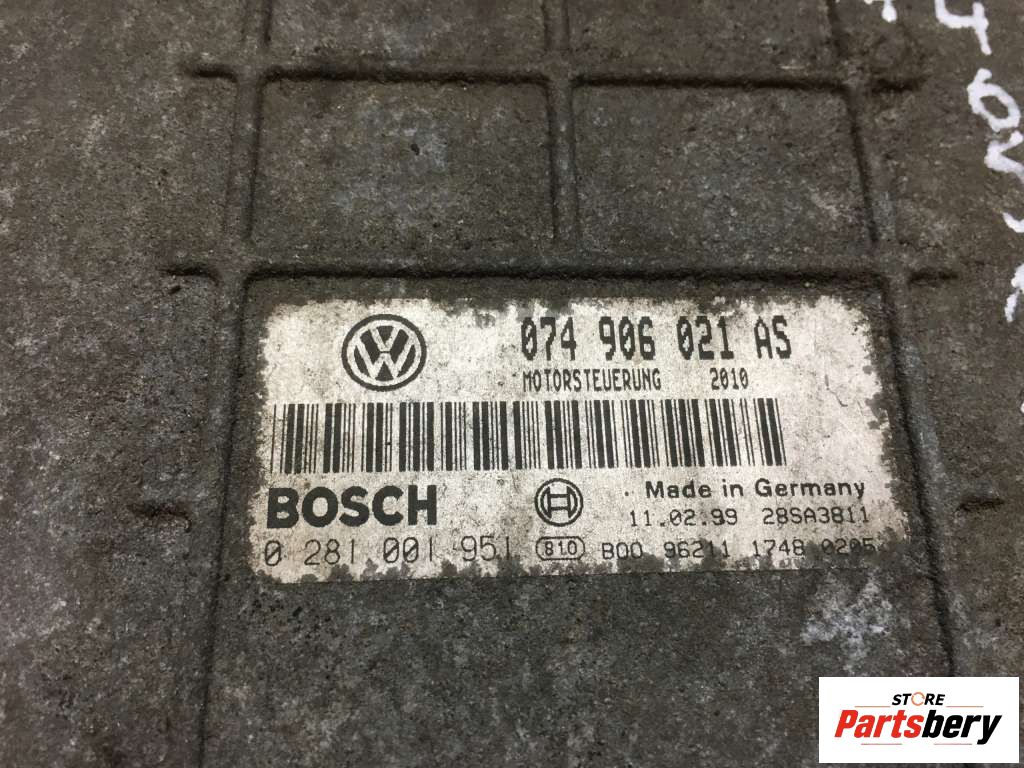 074 906 021 AS
MOTORSTEUERUNG 2010
BOSCH
Made in Germany
11.02.99 28SA3811
0 281 001 951 810 B00 96211 1748 0205
STORE
Partsbery